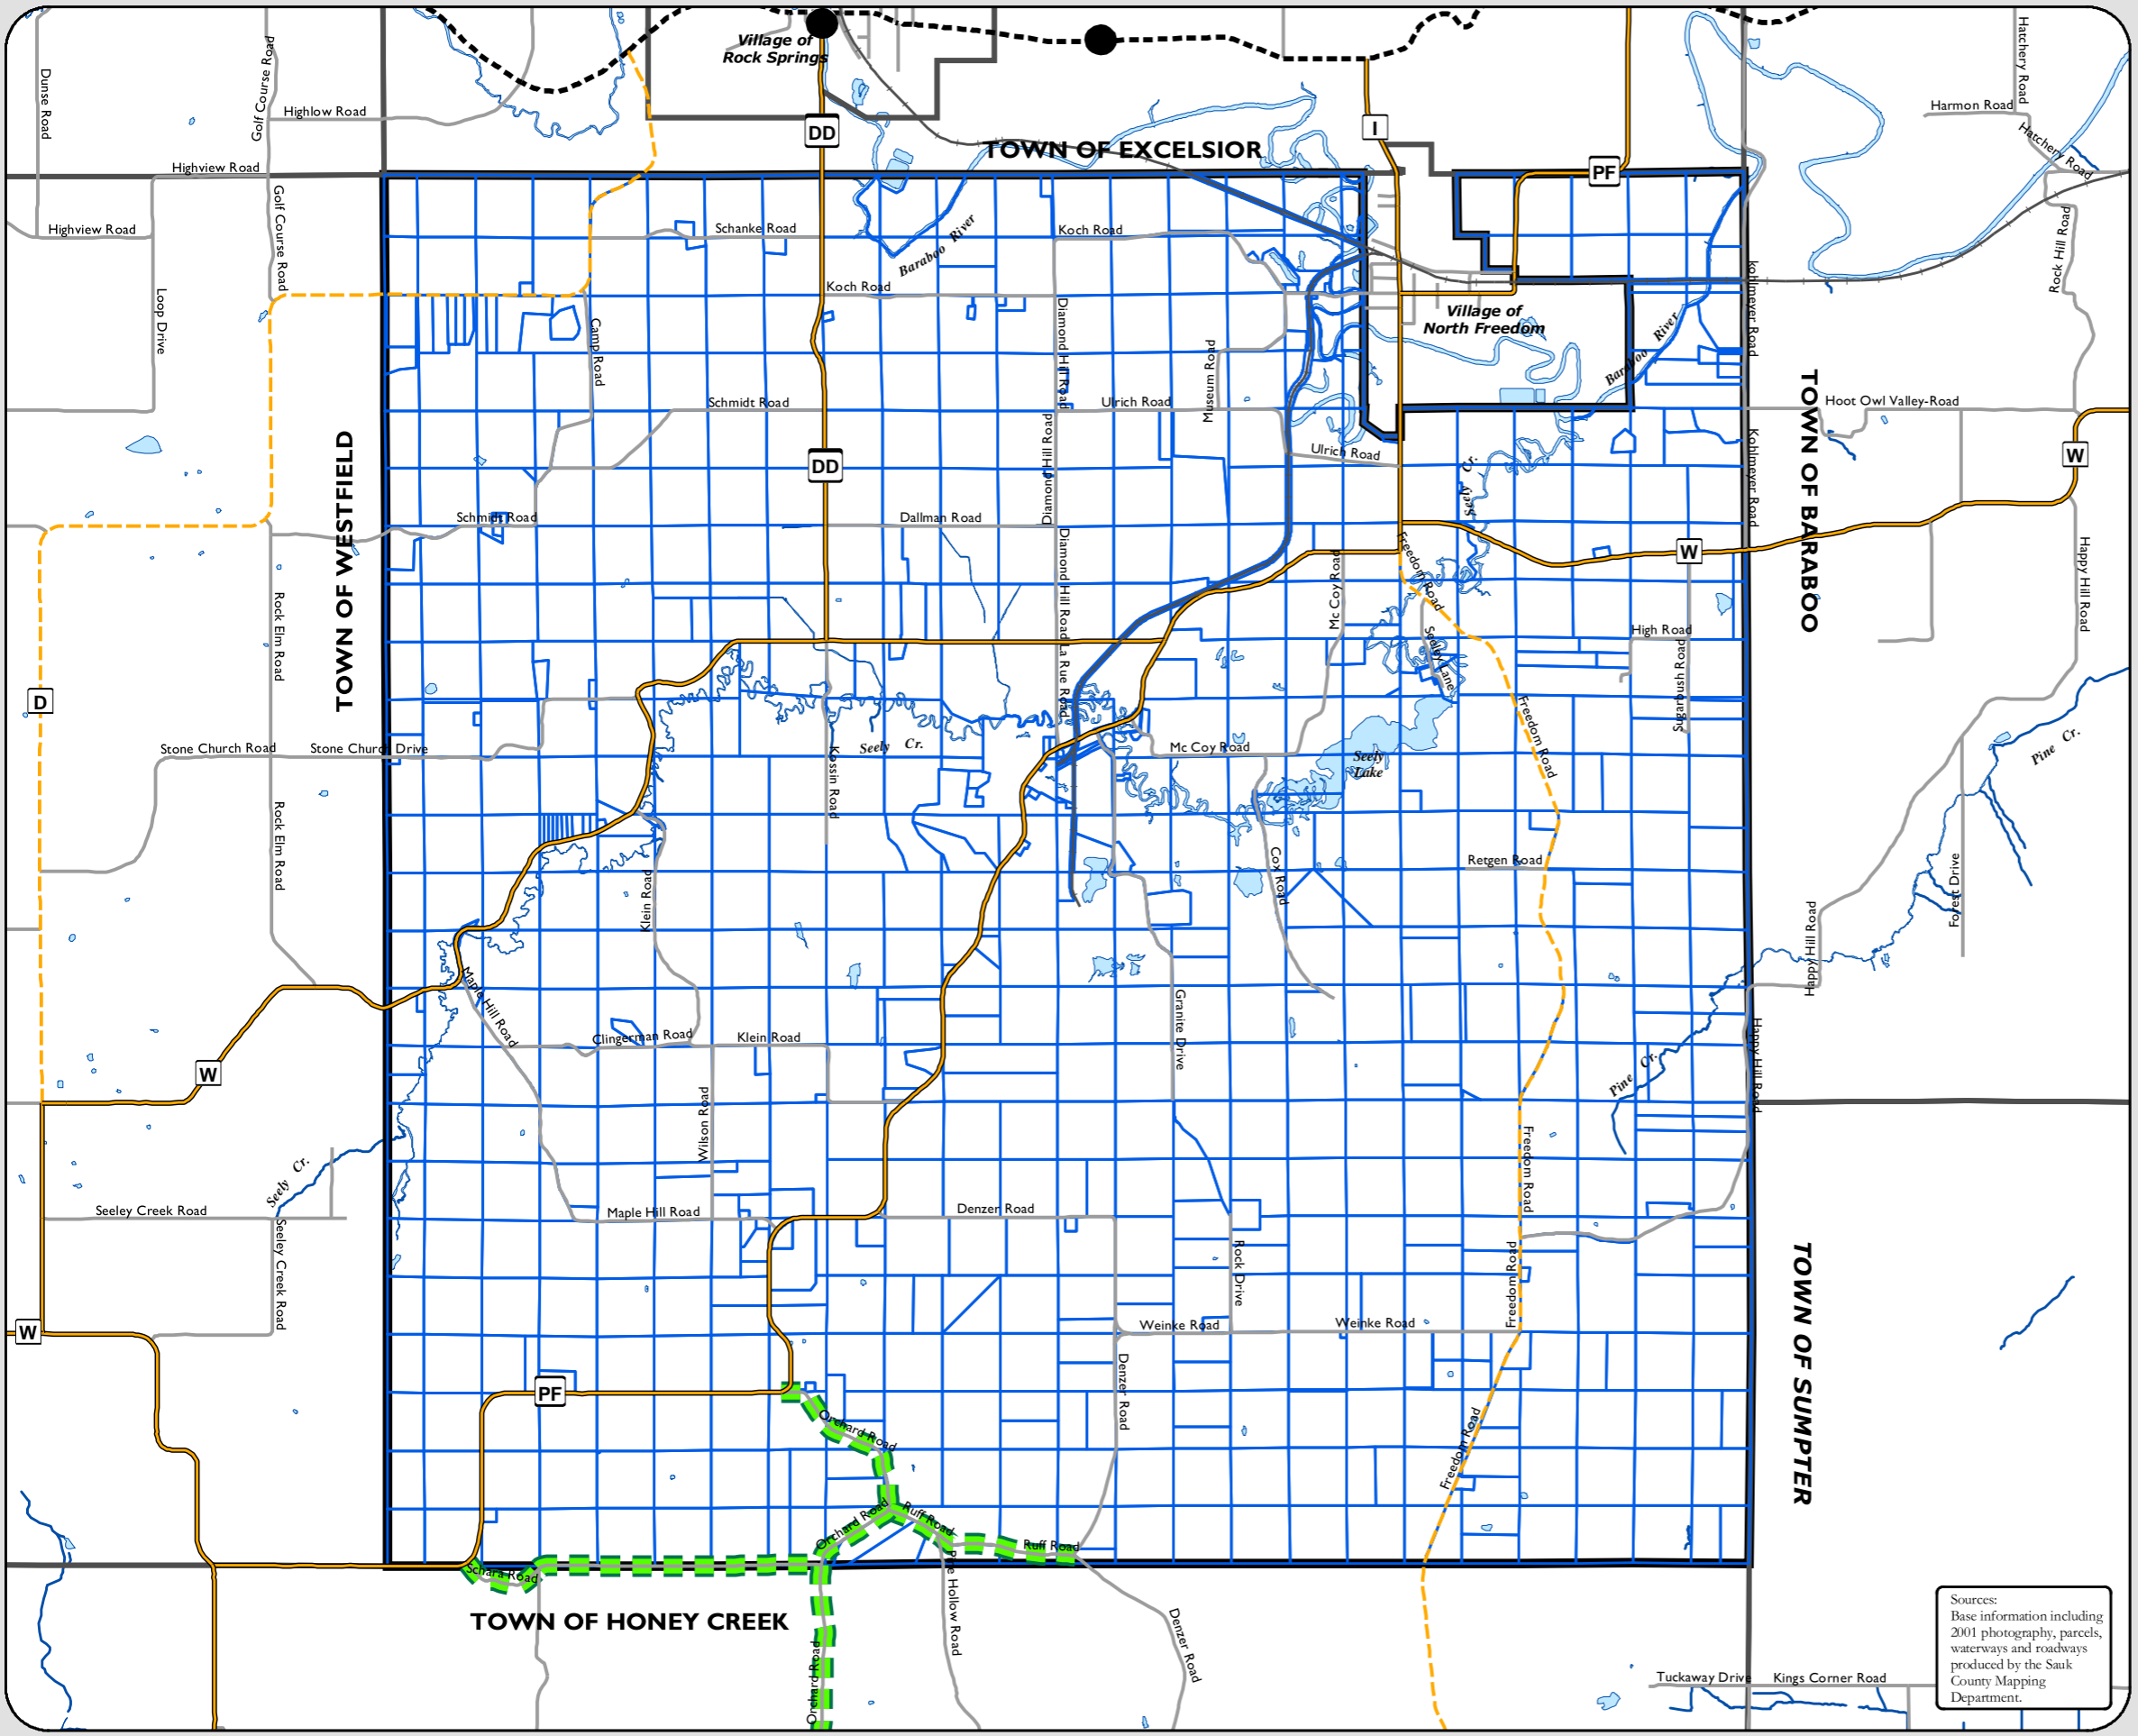 Village of
Rock Springs
Dunse Road
Golf Course Road
Highlow Road
DD
I
TOWN OF EXCELSIOR
PF
Hatchery Road
Harmon Road
Hatchery Road
Highview Road
Highview Road
Golf Course Road
Schanke Road
Baraboo River
Koch Road
Koch Road
Rock Hill Road
Loop Drive
Camp Road
Diamond Hill Road
Museum Road
Village of
North Freedom
Baraboo River
kohlmeyer Road
Schmidt Road
Ulrich Road
Hoot Owl Valley-Road
TOWN OF WESTFIELD
DD
Diamond Hill Road
Ulrich Road
Seely Cr.
Kohlmeyer Road
TOWN OF BARABOO
W
Schmidt Road
Dallman Road
Diamond Hill Road
Mc Coy Road
Freedom Road
W
Happy Hill Road
Rock Elm Road
La Rue Road
Seeley Lane
High Road
Sugarbush Road
D
Freedom Road
Stone Church Road
Stone Church Drive
Kossin Road
Seely Cr.
Mc Coy Road
Seely
Lake
Pine Cr.
Rock Elm Road
Klein Road
Cox Road
Retgen Road
Forest Drive
Happy Hill Road
Maple Hill Road
Clingerman Road
Klein Road
Granite Drive
W
Pine Cr.
Happy Hill Road
Wilson Road
Seely Cr.
Freedom Road
Seeley Creek Road
Maple Hill Road
Denzer Road
Seeley Creek Road
Rock Drive
Freedom Road
TOWN OF SUMPTER
W
Weinke Road
Weinke Road
PF
Denzer Road
Orchard Road
Freedom Road
Orchard Road
Ruff Road
Ruff Road
Schara Road
TOWN OF HONEY CREEK
Hollow Road
Denzer Road
Orchard Road
Tuckaway Drive
Kings Corner Road
Sources:
Base information including
2001 photography, parcels,
waterways and roadways
produced by the Sauk
County Mapping
Department.